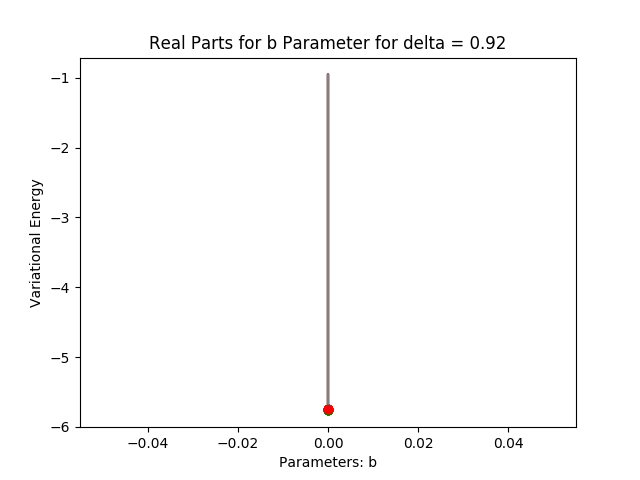 Real Parts for b Parameter for delta = 0.92
−1
−2
−3
−4
−5
−6
Variational Energy
−0.04 −0.02 0.00 0.02 0.04
Parameters: b